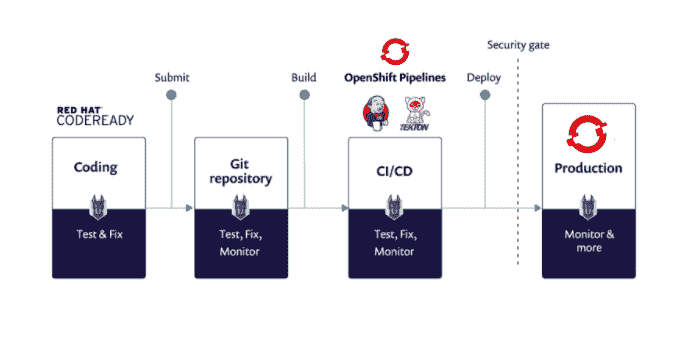 Security gate
Submit
Build
OpenShift Pipelines
Deploy
RED HAT
CODEREADY
TEKTON
Coding
Git
repository
CI/CD
Production
Test & Fix
Test, Fix,
Monitor
Test, Fix,
Monitor
Monitor &
more